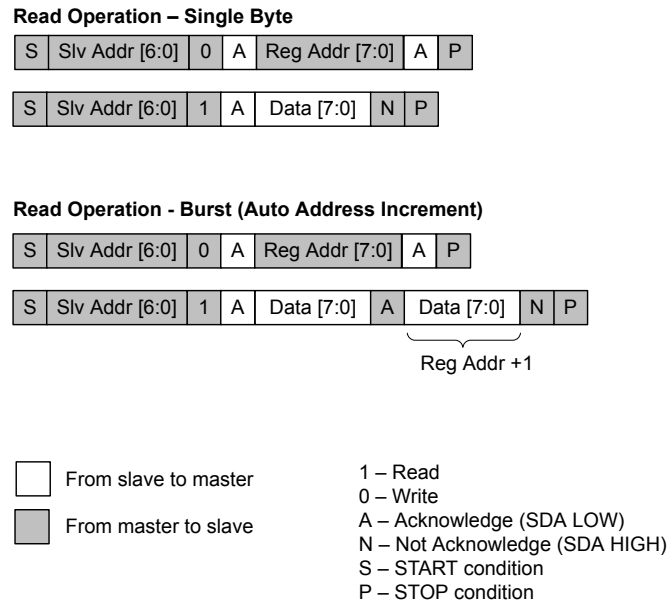 Read Operation – Single Byte
S Slv Addr [6:0] 0 A Reg Addr [7:0] A P
S Slv Addr [6:0] 1 A Data [7:0] N P
Read Operation - Burst (Auto Address Increment)
S Slv Addr [6:0] 0 A Reg Addr [7:0] A P
S Slv Addr [6:0] 1 A Data [7:0] A Data [7:0] N P
Reg Addr +1
From slave to master
From master to slave
1 – Read
0 – Write
A – Acknowledge (SDA LOW)
N – Not Acknowledge (SDA HIGH)
S – START condition
P – STOP condition